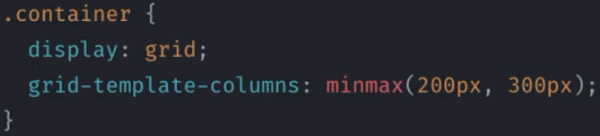 .container {
  display: grid;
  grid-template-columns: minmax(200px, 300px);
}